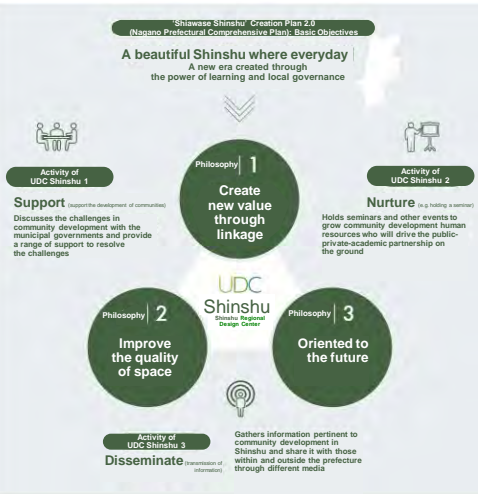 'Shiawase Shinshu' Creation Plan 2.0
(Nagano Prefectural Comprehensive Plan): Basic Objectives
A beautiful Shinshu where everyday
A new era created through
the power of learning and local governance
Activity of
UDC Shinshu 1
Support (support the development of communities)
Discusses the challenges in
community development with the
municipal governments and provide
a range of support to resolve
the challenges
Philosophy 1
Create
new value
through
linkage
Activity of
UDC Shinshu 2
Nurture (e.g. holding a seminar)
Holds seminars and other events to
grow community development human
resources who will drive the public-
private-academic partnership on
the ground
UDC
Shinshu
Shinshu Regional
Design Center
Philosophy 2
Improve
the quality
of space
Philosophy 3
Oriented to
the future
Activity of
UDC Shinshu 3
Disseminate (transmission of
information)
Gathers information pertinent to
community development in
Shinshu and share it with those
within and outside the prefecture
through different media